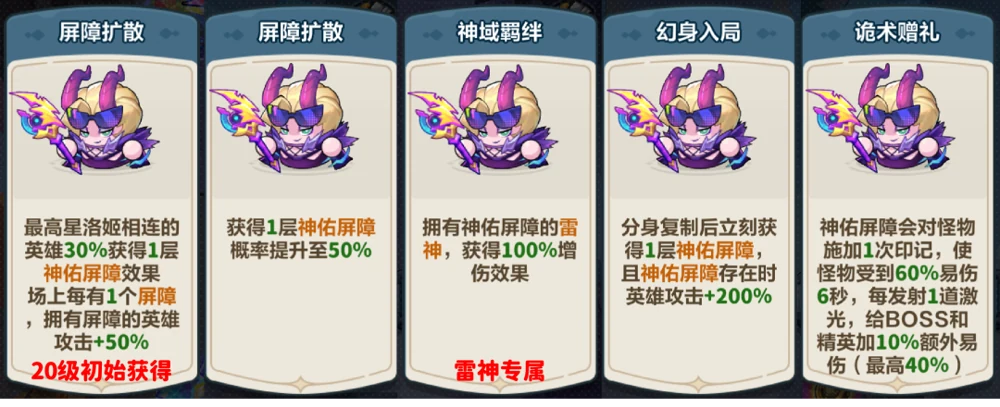 屏障扩散
最高星洛姬相连的
英雄30%获得1层
神佑屏障效果
场上每有1个屏障
，拥有屏障的英雄
攻击+50%
20级初始获得
屏障扩散
获得1层神佑屏障
概率提升至50%
神域羁绊
拥有神佑屏障的雷
神，获得100%增
伤效果
雷神专属
幻身入局
分身复制后立刻获
得1层神佑屏障，
且神佑屏障存在时
英雄攻击+200%
诡术赠礼
神佑屏障会对怪物
施加1次印记，使
怪物受到60%易伤
6秒，每发射1道激
光，给BOSS和
精英加10%额外易
伤（最高40%）